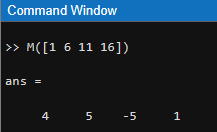 Command Window
>> M([1 6 11 16])
ans =
4 5 -5 1